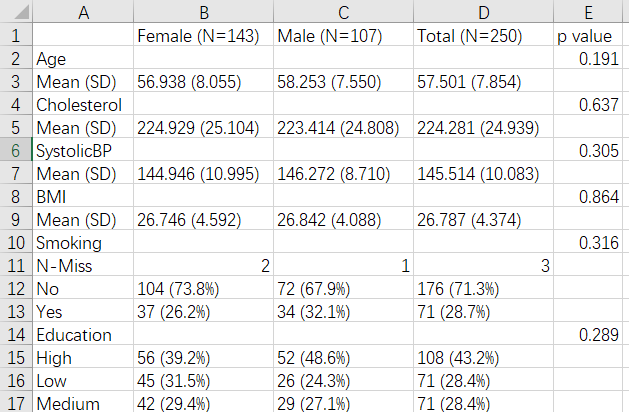 A B C D E
1 Female (N=143) Male (N=107) Total (N=250) p value
2 Age 0.191
3 Mean (SD) 56.938 (8.055) 58.253 (7.550) 57.501 (7.854)
4 Cholesterol 0.637
5 Mean (SD) 224.929 (25.104) 223.414 (24.808) 224.281 (24.939)
6 SystolicBP 0.305
7 Mean (SD) 144.946 (10.995) 146.272 (8.710) 145.514 (10.083)
8 BMI 0.864
9 Mean (SD) 26.746 (4.592) 26.842 (4.088) 26.787 (4.374)
10 Smoking 0.316
11 N-Miss 2 1 3
12 No 104 (73.8%) 72 (67.9%) 176 (71.3%)
13 Yes 37 (26.2%) 34 (32.1%) 71 (28.7%)
14 Education 0.289
15 High 56 (39.2%) 52 (48.6%) 108 (43.2%)
16 Low 45 (31.5%) 26 (24.3%) 71 (28.4%)
17 Medium 42 (29.4%) 29 (27.1%) 71 (28.4%)